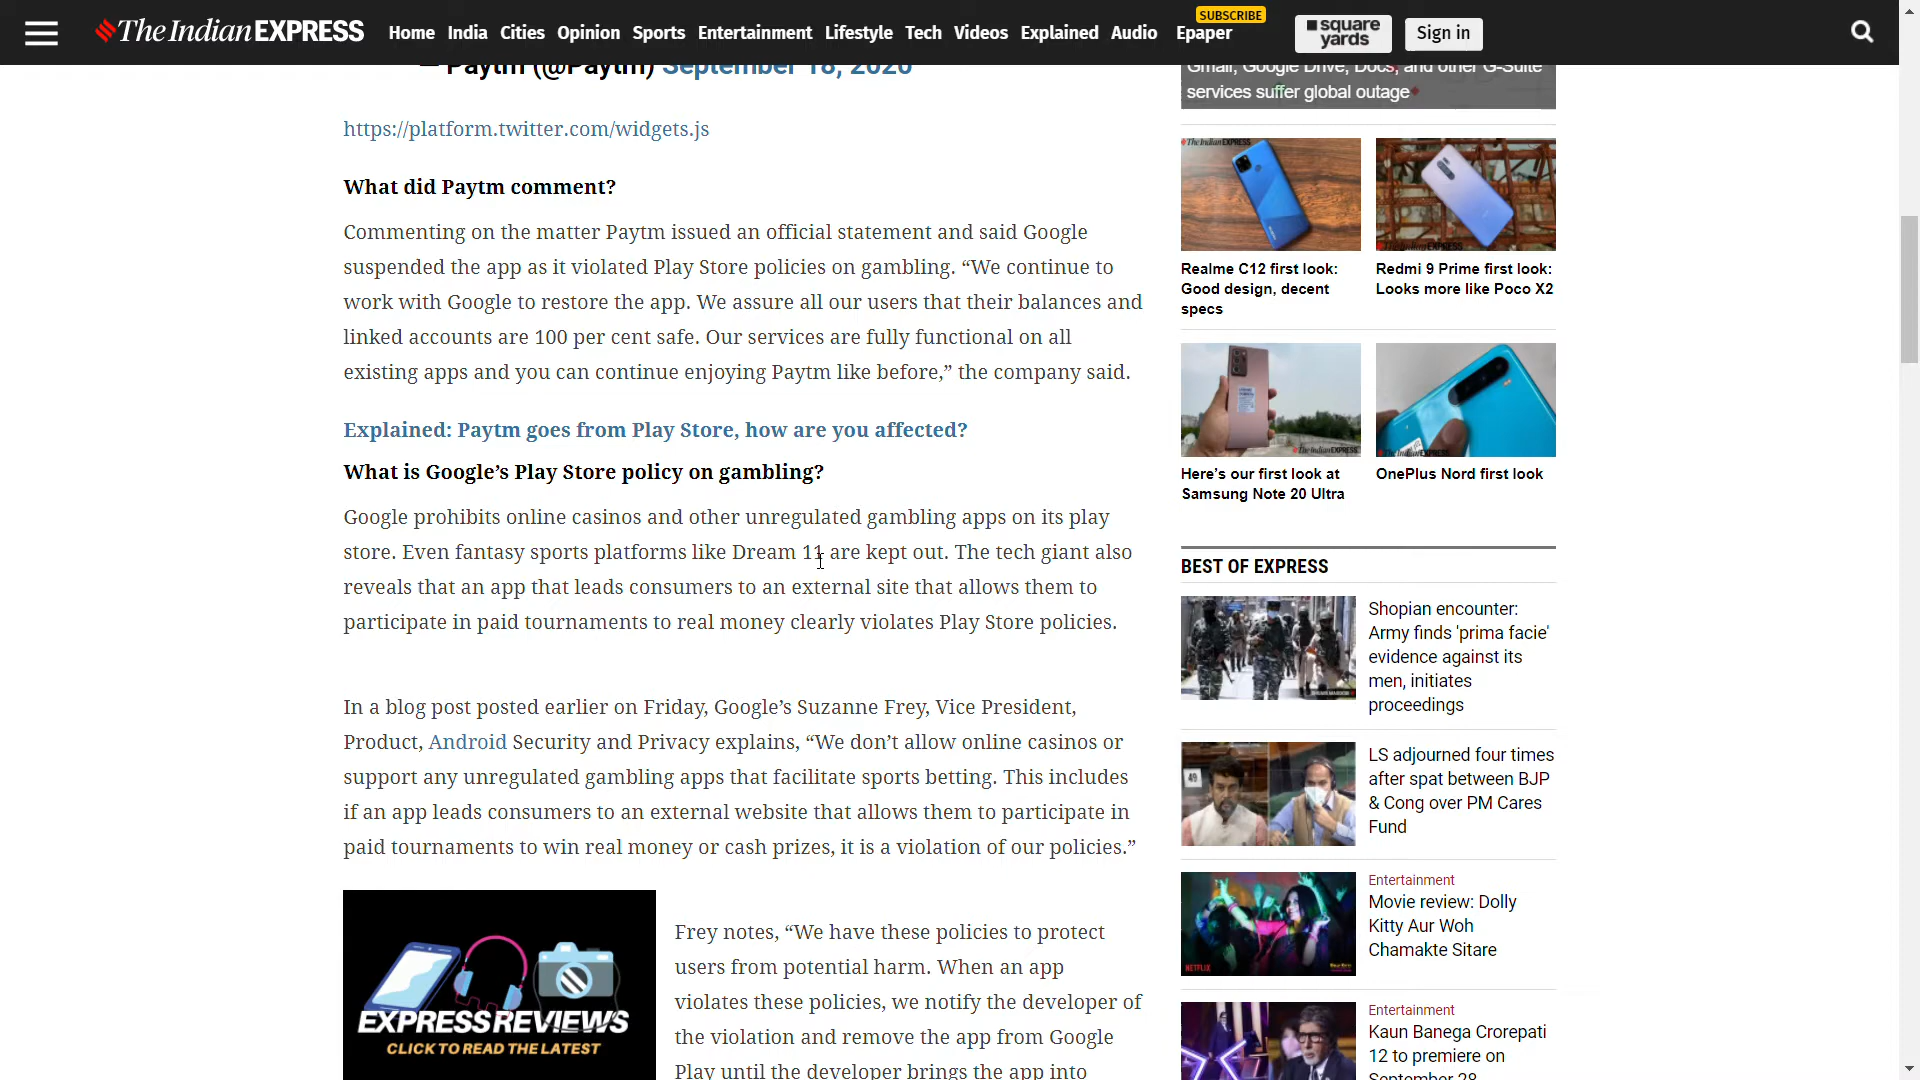 The Indian EXPRESS
Home India Cities Opinion Sports Entertainment Lifestyle Tech Videos Explained Audio Epaper
SUBSCRIBE
square
yards
Sign in
— Paytm (@Paytm) September 18, 2020
https://platform.twitter.com/widgets.js
What did Paytm comment?
Commenting on the matter Paytm issued an official statement and said Google
suspended the app as it violated Play Store policies on gambling. “We continue to
work with Google to restore the app. We assure all our users that their balances and
linked accounts are 100 per cent safe. Our services are fully functional on all
existing apps and you can continue enjoying Paytm like before,” the company said.
Explained: Paytm goes from Play Store, how are you affected?
What is Google’s Play Store policy on gambling?
Google prohibits online casinos and other unregulated gambling apps on its play
store. Even fantasy sports platforms like Dream 11 are kept out. The tech giant also
reveals that an app that leads consumers to an external site that allows them to
participate in paid tournaments to real money clearly violates Play Store policies.
In a blog post posted earlier on Friday, Google’s Suzanne Frey, Vice President,
Product, Android Security and Privacy explains, “We don’t allow online casinos or
support any unregulated gambling apps that facilitate sports betting. This includes
if an app leads consumers to an external website that allows them to participate in
paid tournaments to win real money or cash prizes, it is a violation of our policies.”
EXPRESS REVIEWS
CLICK TO READ THE LATEST
Frey notes, “We have these policies to protect
users from potential harm. When an app
violates these policies, we notify the developer of
the violation and remove the app from Google
Play until the developer brings the app into
Gmail, Google Drive, Docs, and other G-Suite
services suffer global outage
The Indian EXPRESS
Realme C12 first look:
Good design, decent
specs
Redmi 9 Prime first look:
Looks more like Poco X2
The Indian EXPRESS
Here’s our first look at
Samsung Note 20 Ultra
OnePlus Nord first look
BEST OF EXPRESS
Shopian encounter:
Army finds 'prima facie'
evidence against its
men, initiates
proceedings
49
LS adjourned four times
after spat between BJP
& Cong over PM Cares
Fund
NETFLIX
Entertainment
Movie review: Dolly
Kitty Aur Woh
Chamakte Sitare
Entertainment
Kaun Banega Crorepati
12 to premiere on
September 28